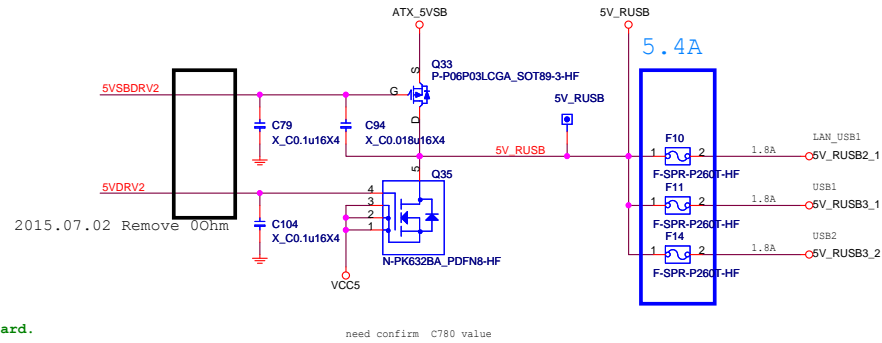 ATX_5VSB
5V_RUSB
5.4A
Q33
P-P06P03LCGA_SOT89-3-HF
S
G
D
5VSBDRV2
5V_RUSB
C79
X_C0.1u16X4
C94
X_C0.018u16X4
5V_RUSB
F10
1
2
1.8A
LAN_USB1
5V_RUSB2_1
F-SPR-P260T-HF
5
Q35
5VDRV2
4
3
2
1
F11
1
2
1.8A
USB1
5V_RUSB3_1
F-SPR-P260T-HF
2015.07.02 Remove 0Ohm
C104
X_C0.1u16X4
F14
1
2
1.8A
USB2
5V_RUSB3_2
F-SPR-P260T-HF
N-PK632BA_PDFN8-HF
VCC5
ard.
need confirm C780 value